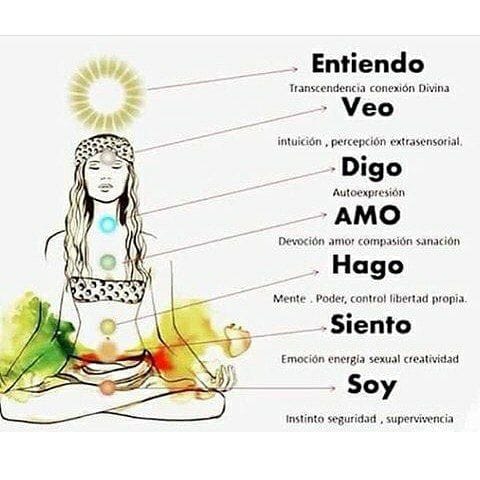 Entiendo
Transcendencia conexión Divina
Veo
intuición , percepción extrasensorial.
Digo
Autoexpresión
AMO
Devoción amor compasión sanación
Hago
Mente . Poder, control libertad propia.
Siento
Emoción energía sexual creatividad
Soy
Instinto seguridad , supervivencia